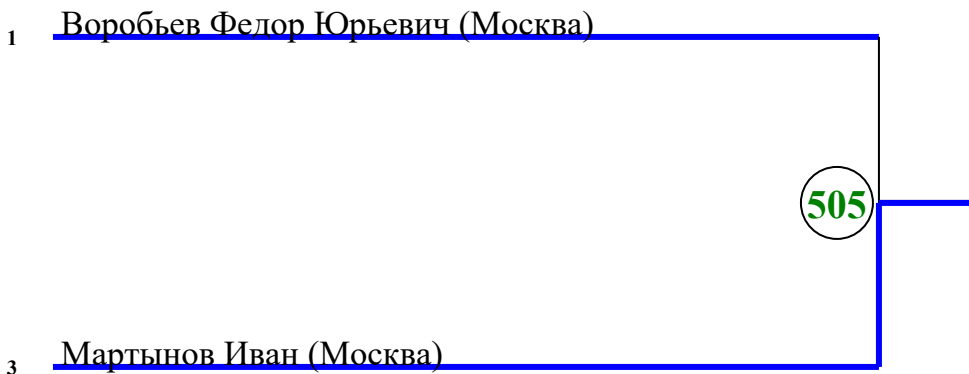 1 Воробьев Федор Юрьевич (Москва)
505
3 Мартынов Иван (Москва)